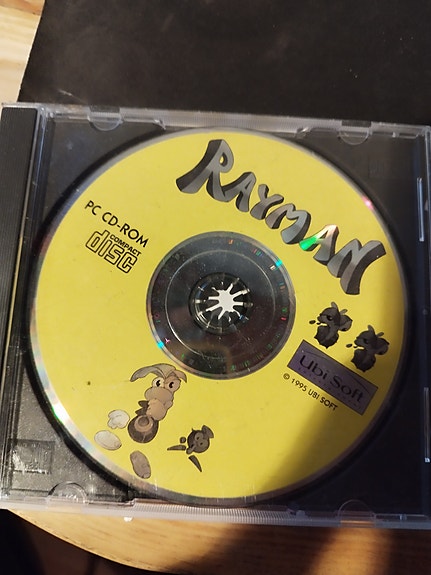 RAYMAN
PC CD-ROM
COMPACT
disc
Ubi Soft
© 1995 UBI SOFT